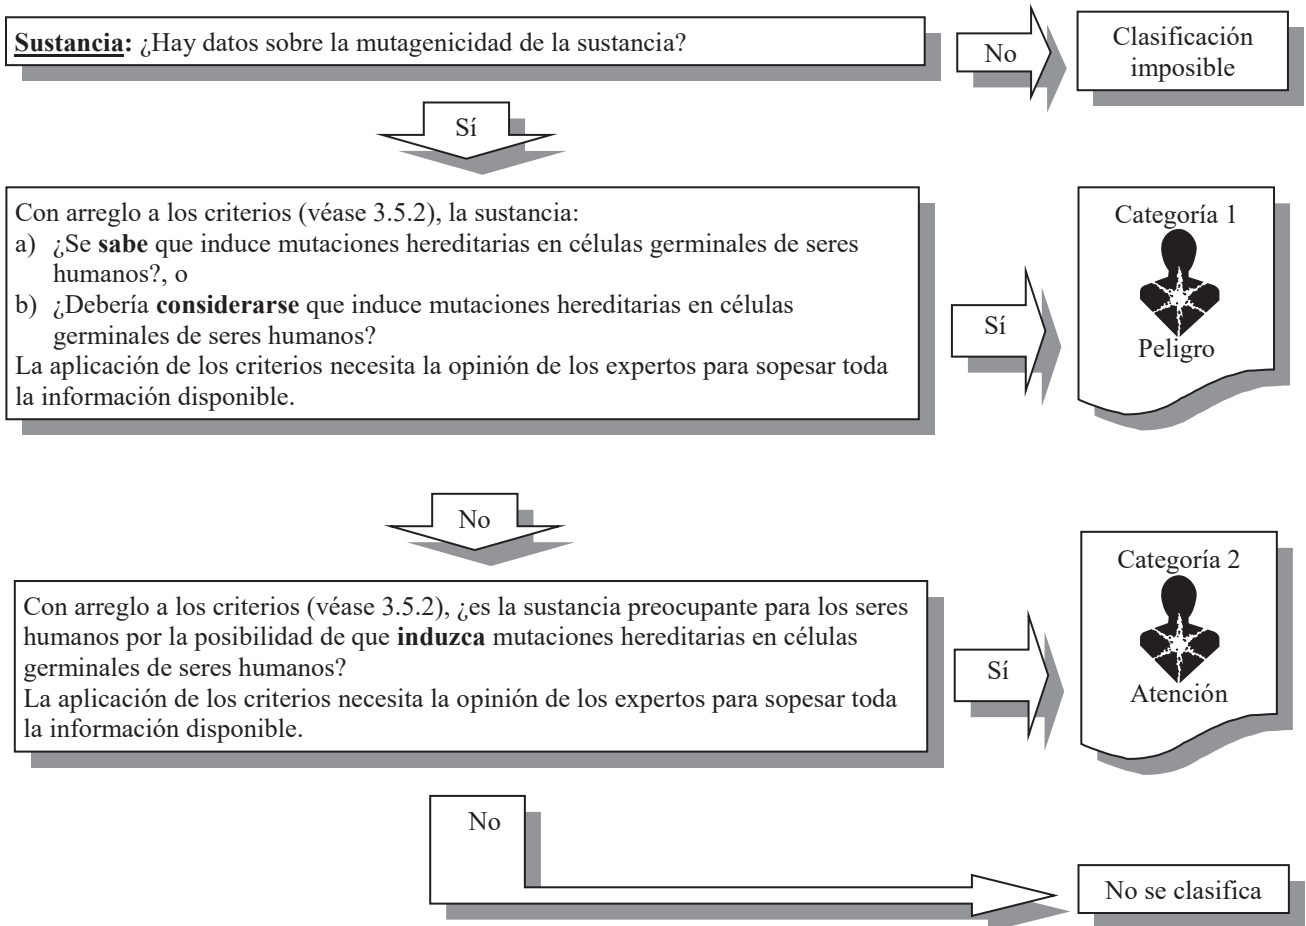 Sustancia: ¿Hay datos sobre la mutagenicidad de la sustancia?
No
Clasificación
imposible
Sí
Con arreglo a los criterios (véase 3.5.2), la sustancia:
a) ¿Se sabe que induce mutaciones hereditarias en células germinales de seres
humanos?, o
b) ¿Debería considerarse que induce mutaciones hereditarias en células
germinales de seres humanos?
La aplicación de los criterios necesita la opinión de los expertos para sopesar toda
la información disponible.
Sí
Categoría 1
Peligro
No
Con arreglo a los criterios (véase 3.5.2), ¿es la sustancia preocupante para los seres
humanos por la posibilidad de que induzca mutaciones hereditarias en células
germinales de seres humanos?
La aplicación de los criterios necesita la opinión de los expertos para sopesar toda
la información disponible.
Sí
Categoría 2
Atención
No
No se clasifica